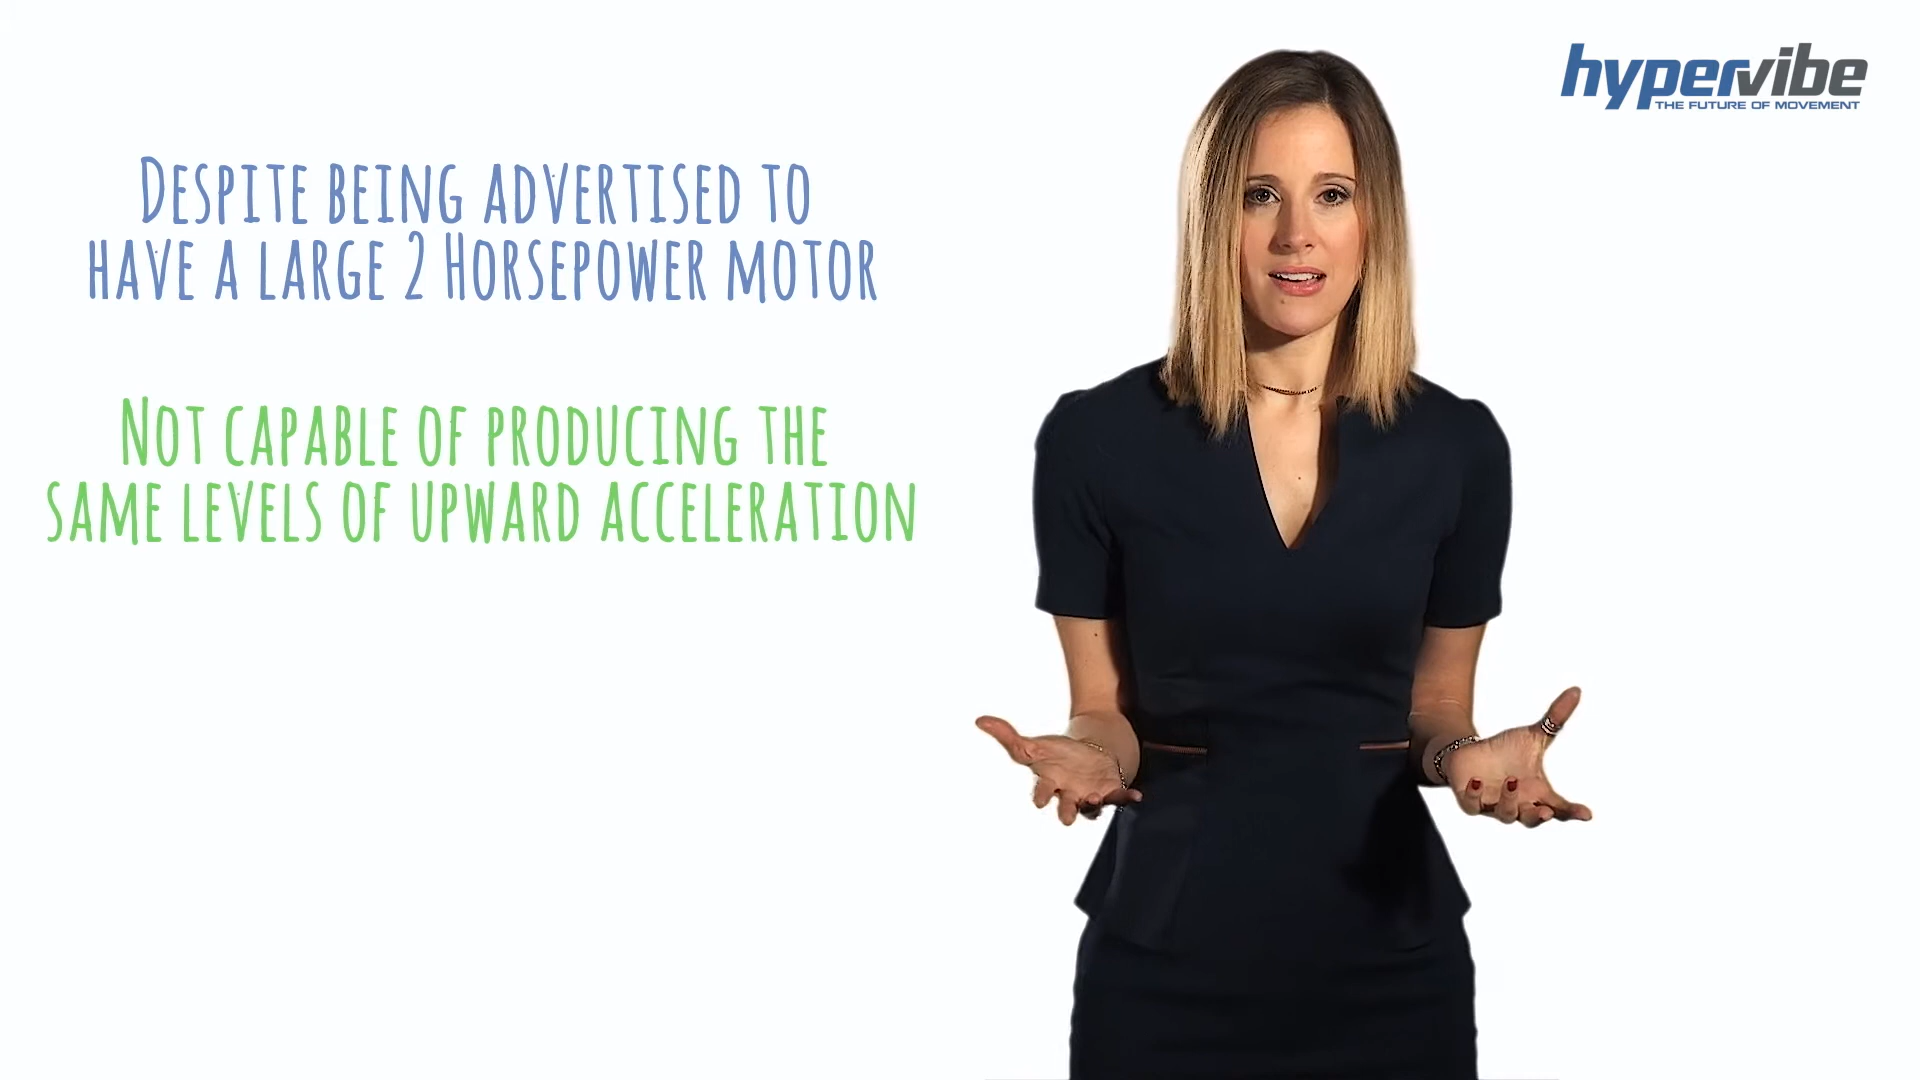 hypervibe
THE FUTURE OF MOVEMENT
DESPITE BEING ADVERTISED TO
HAVE A LARGE 2 HORSEPOWER MOTOR
NOT CAPABLE OF PRODUCING THE
SAME LEVELS OF UPWARD ACCELERATION